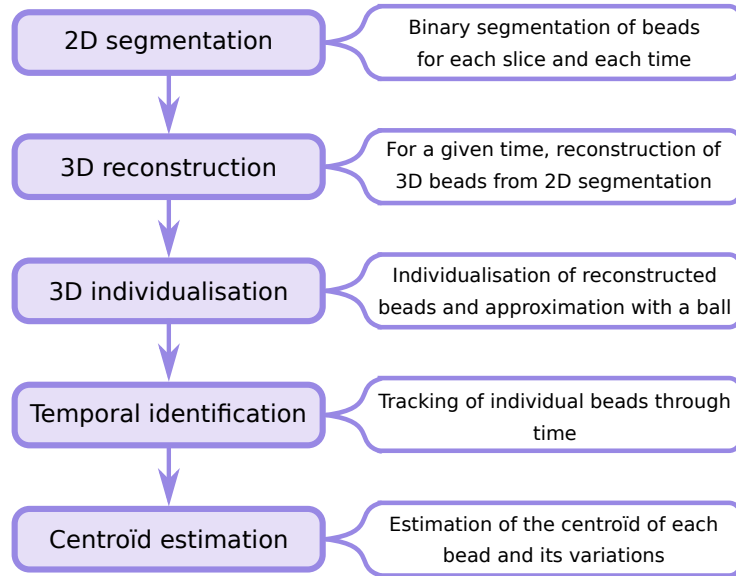 2D segmentation
Binary segmentation of beads
for each slice and each time
3D reconstruction
For a given time, reconstruction of
3D beads from 2D segmentation
3D individualisation
Individualisation of reconstructed
beads and approximation with a ball
Temporal identification
Tracking of individual beads through
time
Centroïd estimation
Estimation of the centroïd of each
bead and its variations